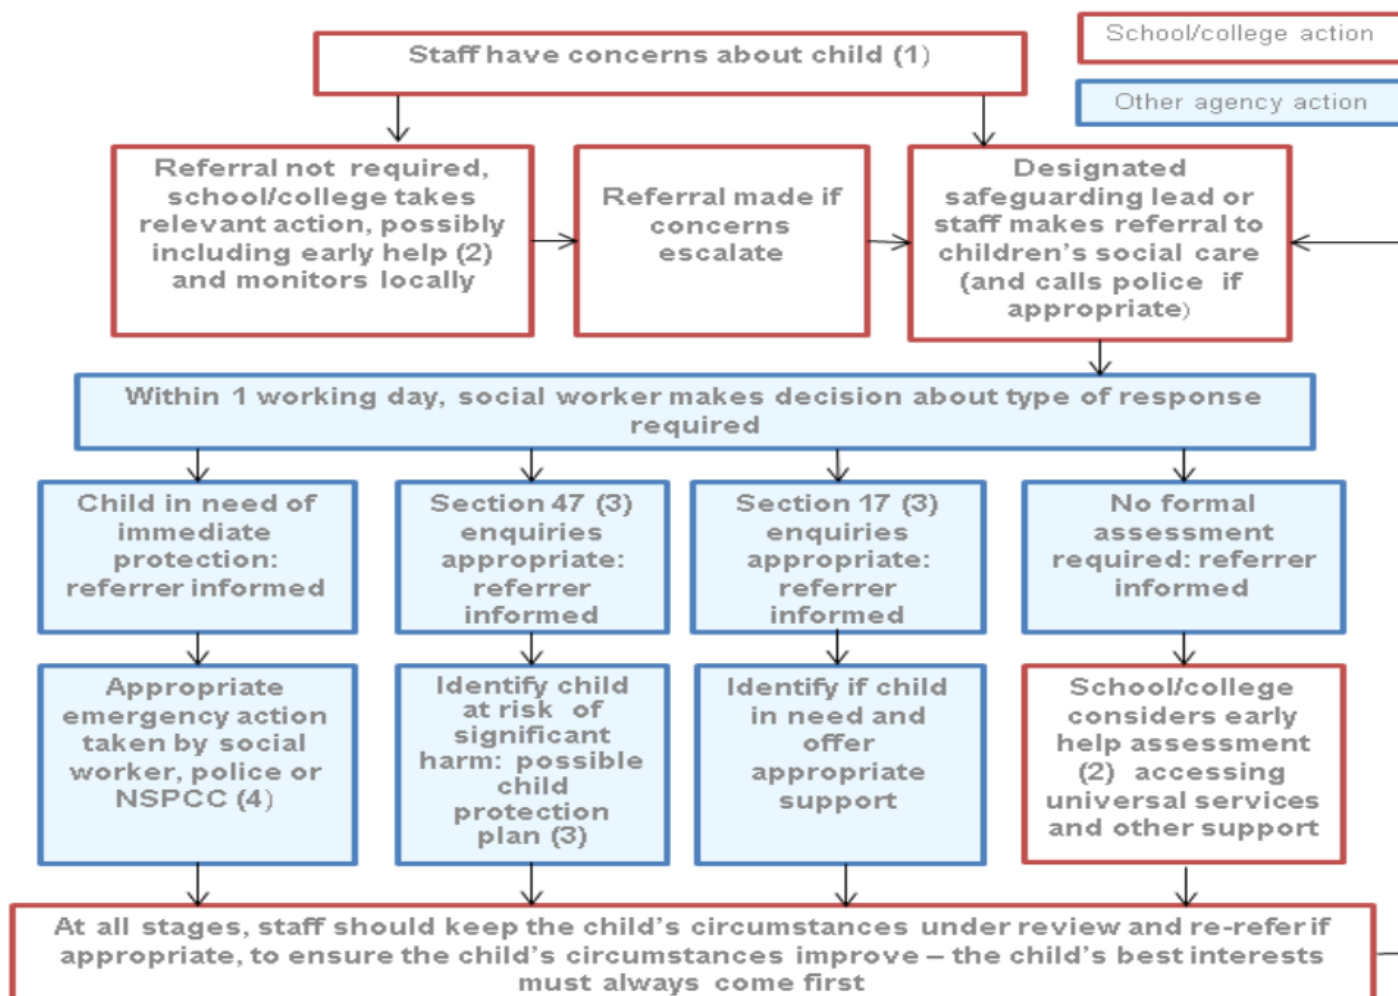 School/college action
Other agency action
Staff have concerns about child (1)
Referral not required,
school/college takes
relevant action, possibly
including early help (2)
and monitors locally
Referral made if
concerns
escalate
Designated
safeguarding lead or
staff makes referral to
children's social care
(and calls police if
appropriate)
Within 1 working day, social worker makes decision about type of response
required
Child in need of
immediate
protection:
referrer informed
Section 47 (3)
enquiries
appropriate:
referrer
informed
Section 17 (3)
enquiries
appropriate:
referrer
informed
No formal
assessment
required: referrer
informed
Appropriate
emergency action
taken by social
worker, police or
NSPCC (4)
Identify child
at risk of
significant
harm: possible
child
protection
plan (3)
Identify if child
in need and
offer
appropriate
support
School/college
considers early
help assessment
(2) accessing
universal services
and other support
At all stages, staff should keep the child's circumstances under review and re-refer if
appropriate, to ensure the child's circumstances improve – the child's best interests
must always come first